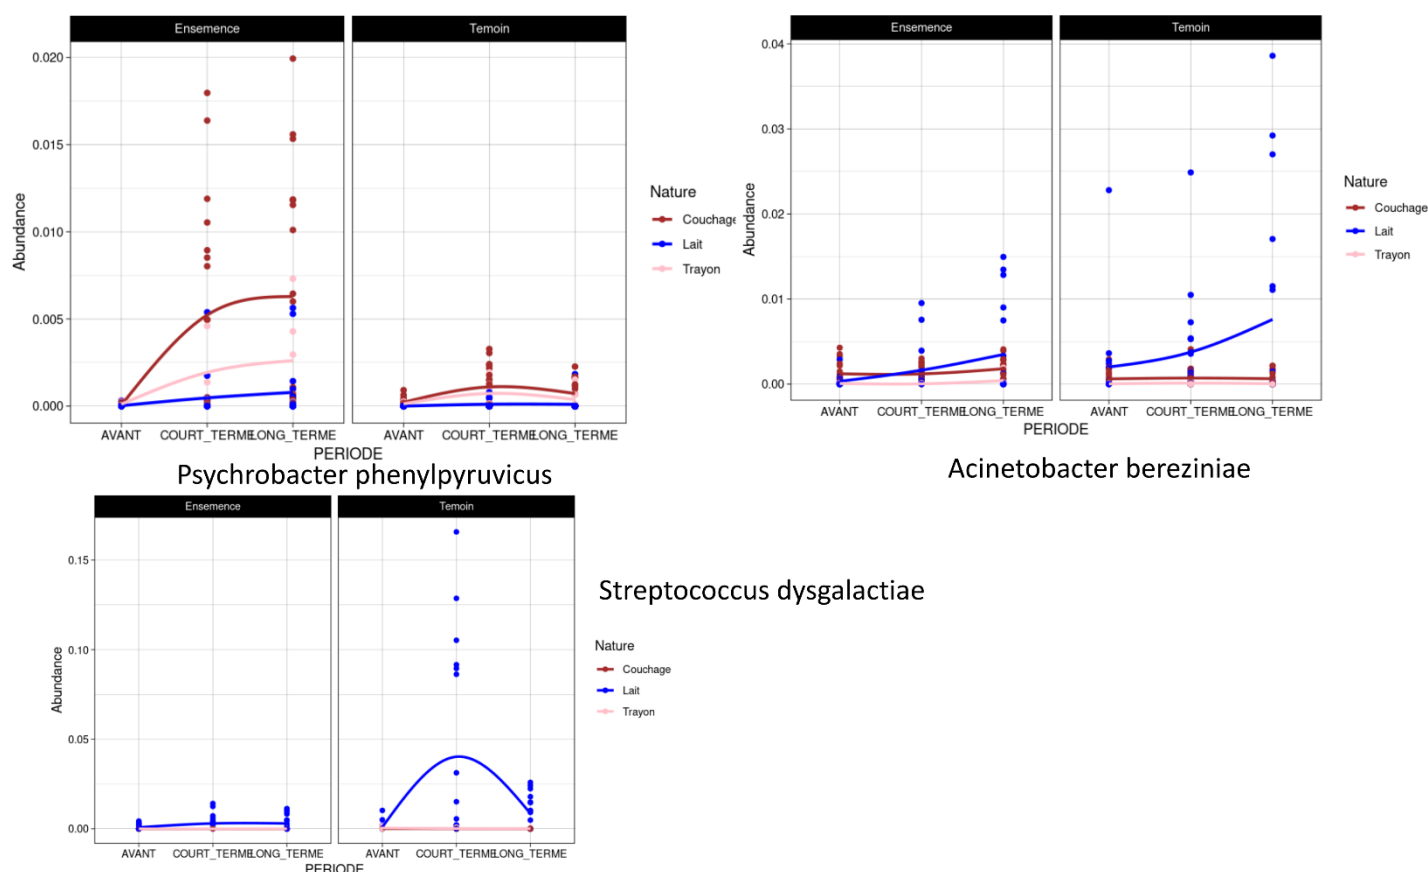 Ensemence Temoin
0.020
0.015
0.010
0.005
0.000
Abundance
AVANT COURT_TERME LONG_TERME AVANT COURT_TERME LONG_TERME
PERIODE
Nature
Couchage
Lait
Trayon
Psychrobacter phenylpyruvicus
Ensemence Temoin
0.04
0.03
0.02
0.01
0.00
Abundance
AVANT COURT_TERME LONG_TERME AVANT COURT_TERME LONG_TERME
PERIODE
Nature
Couchage
Lait
Trayon
Acinetobacter bereziniae
Ensemence Temoin
0.15
0.10
0.05
0.00
Abundance
AVANT COURT_TERME LONG_TERME AVANT COURT_TERME LONG_TERME
PERIODE
Streptococcus dysgalactiae
Nature
Couchage
Lait
Trayon